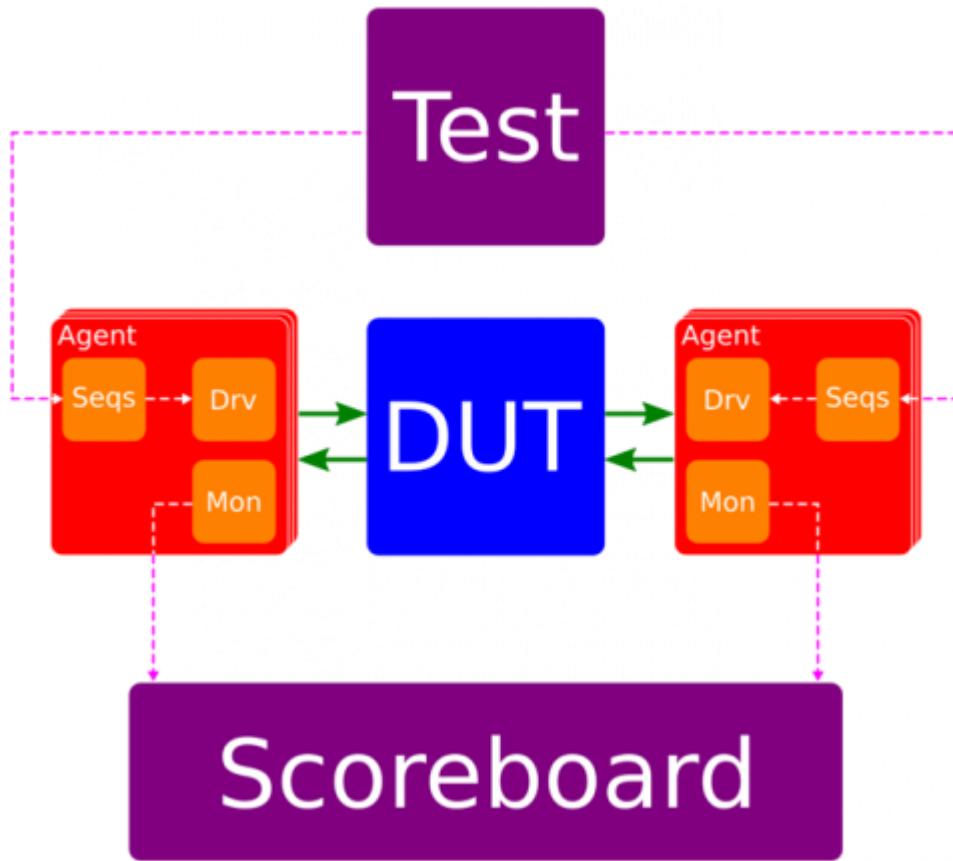 Test
Agent
Seqs
Drv
Mon
DUT
Agent
Drv
Seqs
Mon
Scoreboard